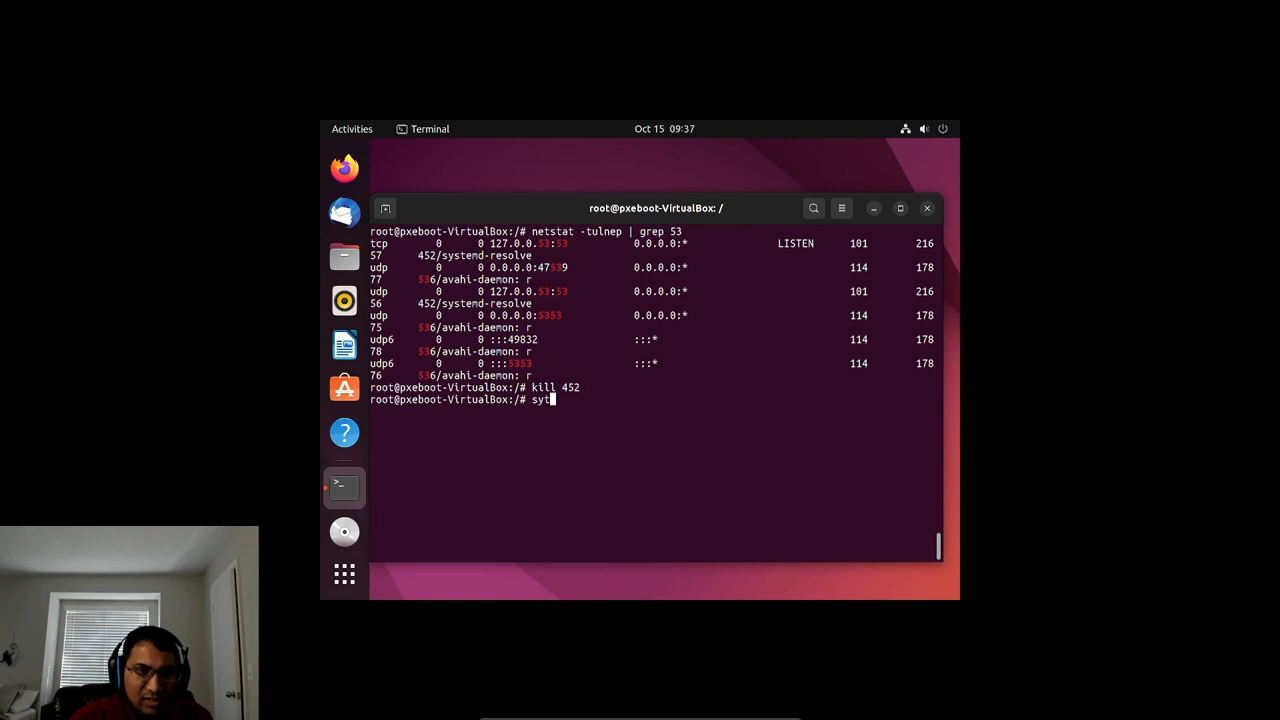 Activities Terminal Oct 15 09:37
root@pxeboot-VirtualBox: /
root@pxeboot-VirtualBox:/# netstat -tulnep | grep 53
tcp 0 0 127.0.0.53:53 0.0.0.0:* LISTEN 101 216
57 452/systemd-resolve
udp 0 0 0.0.0.0:47539 0.0.0.0:* 114 178
77 536/avahi-daemon: r
udp 0 0 127.0.0.53:53 0.0.0.0:* 101 216
56 452/systemd-resolve
udp 0 0 0.0.0.0:5353 0.0.0.0:* 114 178
75 536/avahi-daemon: r
udp6 0 0 :::49832 :::* 114 178
78 536/avahi-daemon: r
udp6 0 0 :::5353 :::* 114 178
76 536/avahi-daemon: r
root@pxeboot-VirtualBox:/# kill 452
root@pxeboot-VirtualBox:/# syt